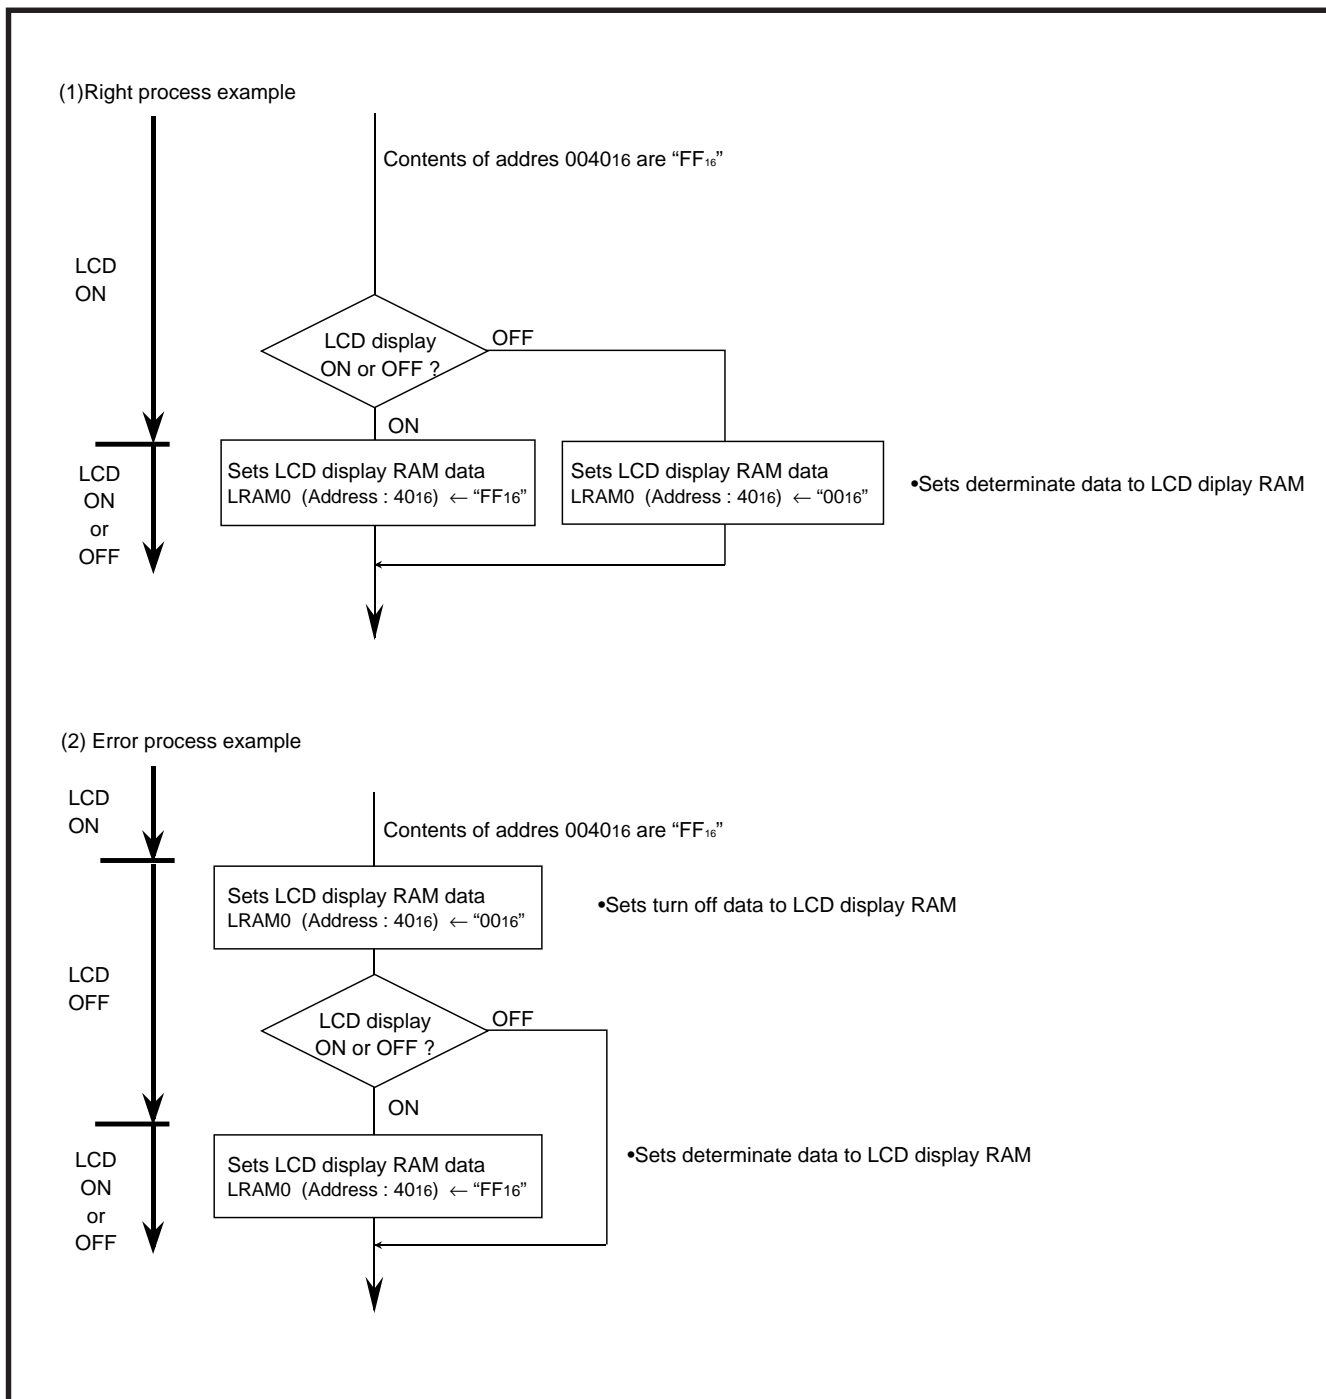 (1)Right process example
Contents of addres 004016 are “FF16”
LCD
ON
LCD display
ON or OFF ?
OFF
ON
LCD
ON
or
OFF
Sets LCD display RAM data
LRAM0 (Address : 4016) ← “FF16”
Sets LCD display RAM data
LRAM0 (Address : 4016) ← “0016”
•Sets determinate data to LCD diplay RAM
(2) Error process example
LCD
ON
Contents of addres 004016 are “FF16”
Sets LCD display RAM data
LRAM0 (Address : 4016) ← “0016”
•Sets turn off data to LCD display RAM
LCD
OFF
LCD display
ON or OFF ?
OFF
ON
LCD
ON
or
OFF
Sets LCD display RAM data
LRAM0 (Address : 4016) ← “FF16”
•Sets determinate data to LCD display RAM